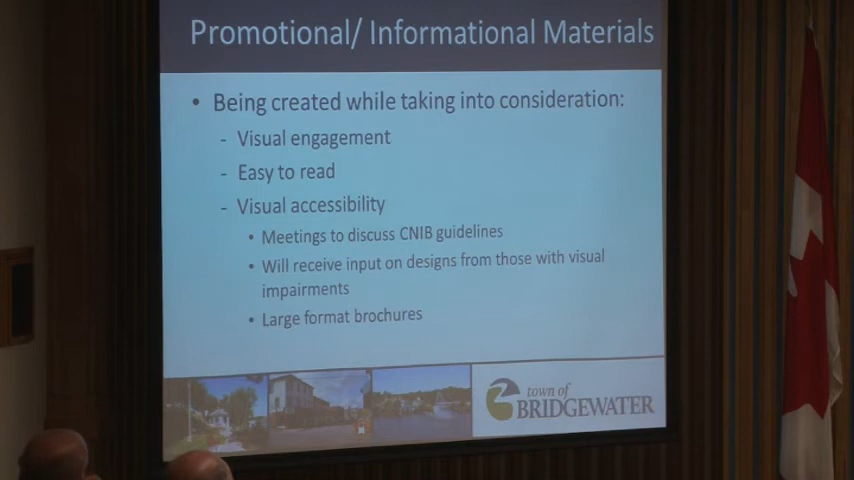 Promotional/ Informational Materials
• Being created while taking into consideration:
- Visual engagement
- Easy to read
- Visual accessibility
• Meetings to discuss CNIB guidelines
• Will receive input on designs from those with visual
impairments
• Large format brochures
town of
BRIDGEWATER